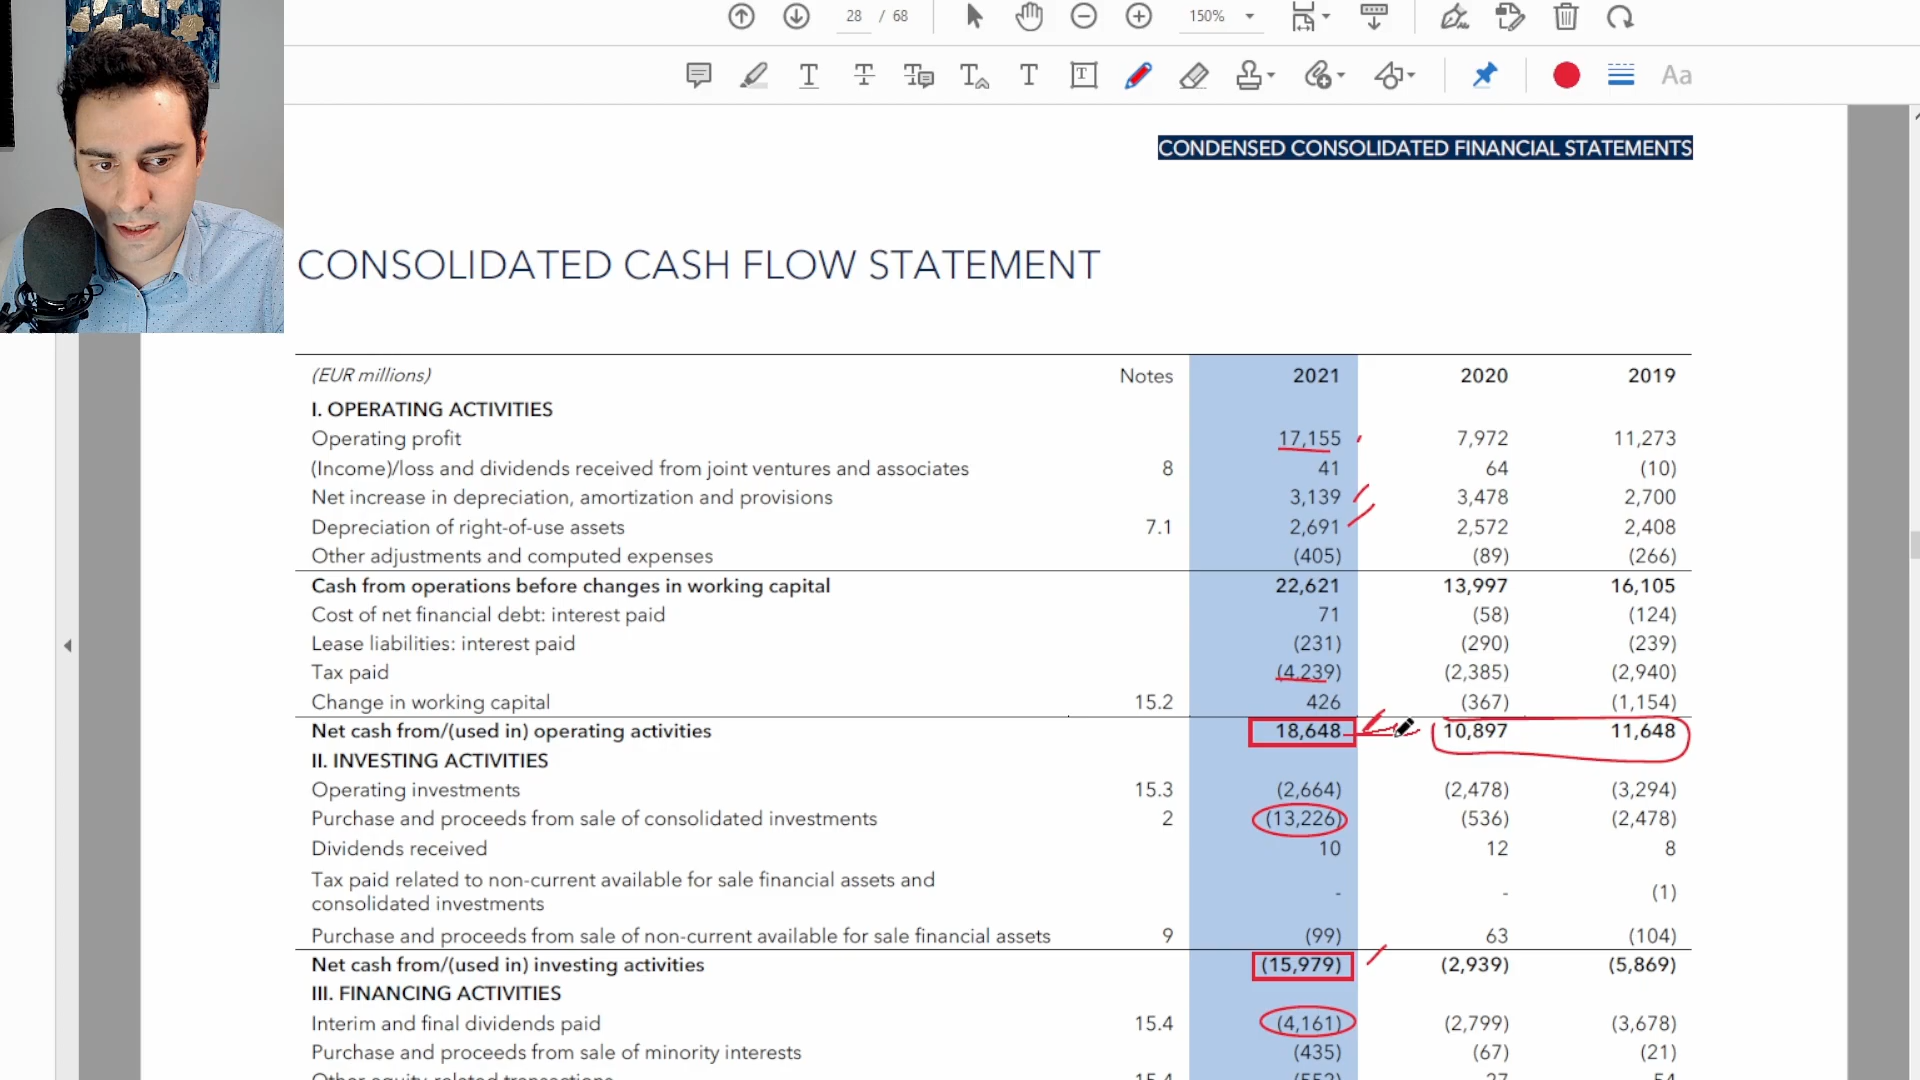 28 / 68
150%
T T T T T T Aa
CONDENSED CONSOLIDATED FINANCIAL STATEMENTS
CONSOLIDATED CASH FLOW STATEMENT
(EUR millions) Notes 2021 2020 2019
I. OPERATING ACTIVITIES
Operating profit 17,155 7,972 11,273
(Income)/loss and dividends received from joint ventures and associates 8 41 64 (10)
Net increase in depreciation, amortization and provisions 3,139 3,478 2,700
Depreciation of right-of-use assets 7.1 2,691 2,572 2,408
Other adjustments and computed expenses (405) (89) (266)
Cash from operations before changes in working capital 22,621 13,997 16,105
Cost of net financial debt: interest paid 71 (58) (124)
Lease liabilities: interest paid (231) (290) (239)
Tax paid (4,239) (2,385) (2,940)
Change in working capital 15.2 426 (367) (1,154)
Net cash from/(used in) operating activities 18,648 10,897 11,648
II. INVESTING ACTIVITIES
Operating investments 15.3 (2,664) (2,478) (3,294)
Purchase and proceeds from sale of consolidated investments 2 (13,226) (536) (2,478)
Dividends received 10 12 8
Tax paid related to non-current available for sale financial assets and
consolidated investments - - (1)
Purchase and proceeds from sale of non-current available for sale financial assets 9 (99) 63 (104)
Net cash from/(used in) investing activities (15,979) (2,939) (5,869)
III. FINANCING ACTIVITIES
Interim and final dividends paid 15.4 (4,161) (2,799) (3,678)
Purchase and proceeds from sale of minority interests (435) (67) (21)